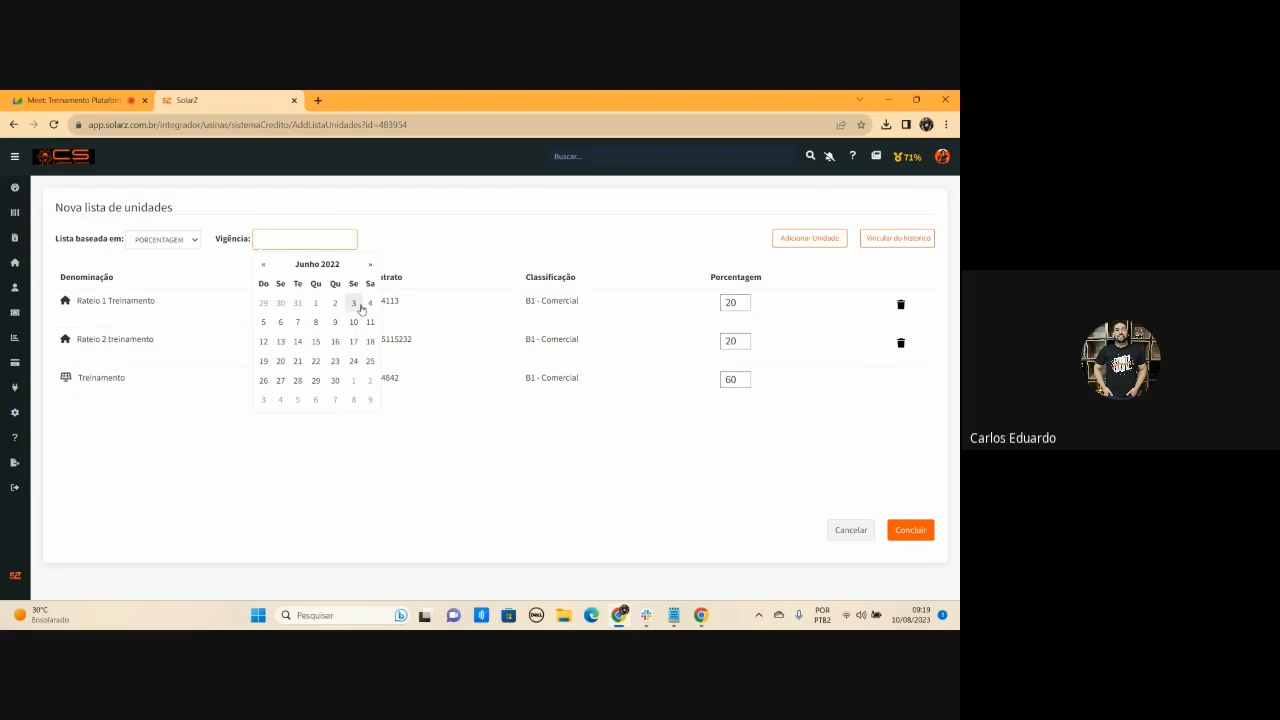 Meet: Treinamento Plataforn
SolarZ
app.solarz.com.br/integrador/usinas/sistemaCredito/AddListaUnidades?id=483954
CS
Buscar...
?
71%
Nova lista de unidades
Lista baseada em: PORCENTAGEM
Vigência:
Adicionar Unidade
Vincular do historico
« Junho 2022 »
Do Se Te Qu Qu Se Sa
29 30 31 1 2 3 4
5 6 7 8 9 10 11
12 13 14 15 16 17 18
19 20 21 22 23 24 25
26 27 28 29 30 1 2
3 4 5 6 7 8 9
Denominação
trato
Classificação
Porcentagem
Rateio 1 Treinamento
4113
B1 - Comercial
20
Rateio 2 treinamento
5115232
B1 - Comercial
20
Treinamento
4842
B1 - Comercial
60
Cancelar
Concluir
?
SZ
30°C
Ensolarado
Pesquisar
DELL
POR
PTB2
09:19
10/08/2023
1
Carlos Eduardo